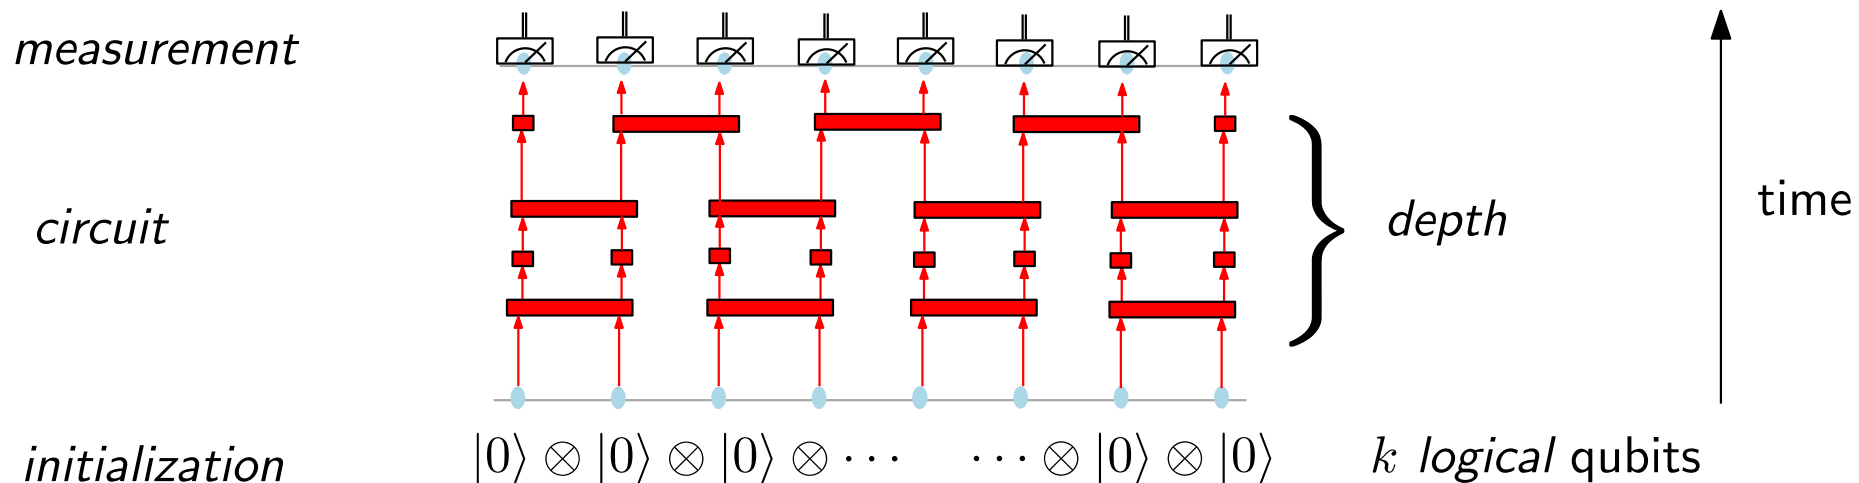 measurement
circuit
depth
time
initialization |0⟩ ⊗ |0⟩ ⊗ |0⟩ ⊗ ··· ··· ⊗ |0⟩ ⊗ |0⟩ k logical qubits